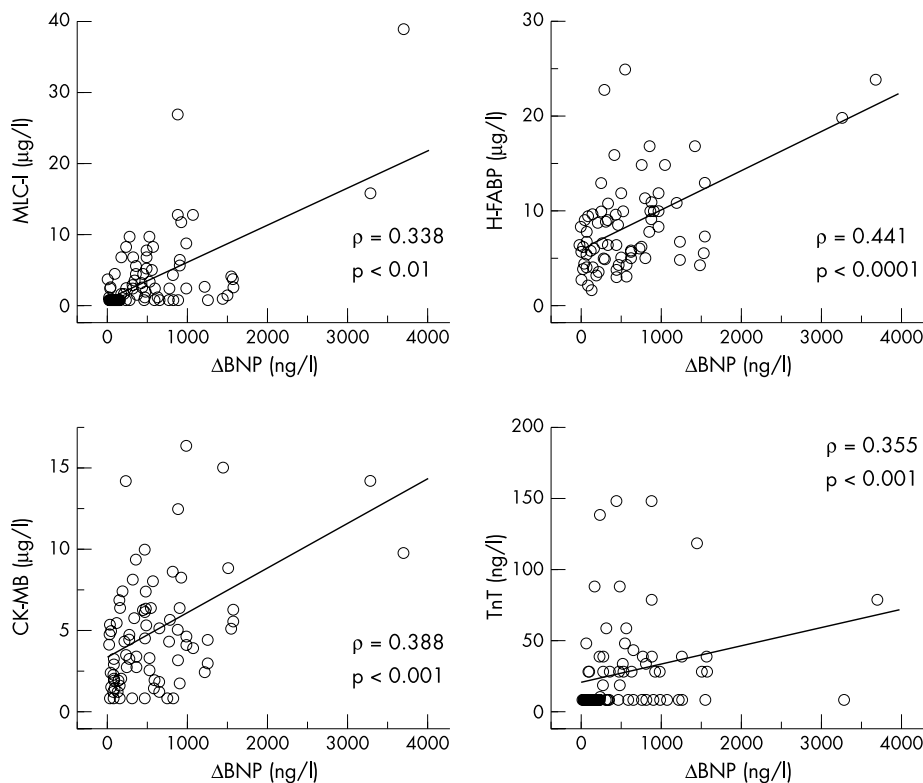 40
30
20
10
0
MLC-I (μg/l)
ρ = 0.338
p < 0.01
0 1000 2000 3000 4000
ΔBNP (ng/l)
30
20
10
0
H-FABP (μg/l)
ρ = 0.441
p < 0.0001
0 1000 2000 3000 4000
ΔBNP (ng/l)
15
10
5
0
CK-MB (μg/l)
ρ = 0.388
p < 0.001
0 1000 2000 3000 4000
ΔBNP (ng/l)
200
150
100
50
0
TnT (ng/l)
ρ = 0.355
p < 0.001
0 1000 2000 3000 4000
ΔBNP (ng/l)